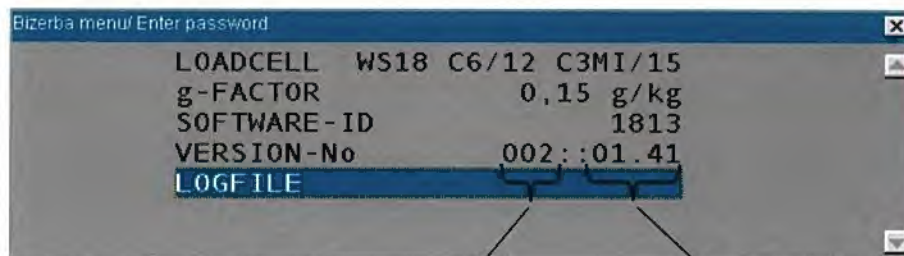 Bizerba menu/ Enter password
LOADCELL WS18 C6/12 C3MI/15
g-FACTOR 0,15 g/kg
SOFTWARE-ID 1813
VERSION-No 002::01.41
LOGFILE